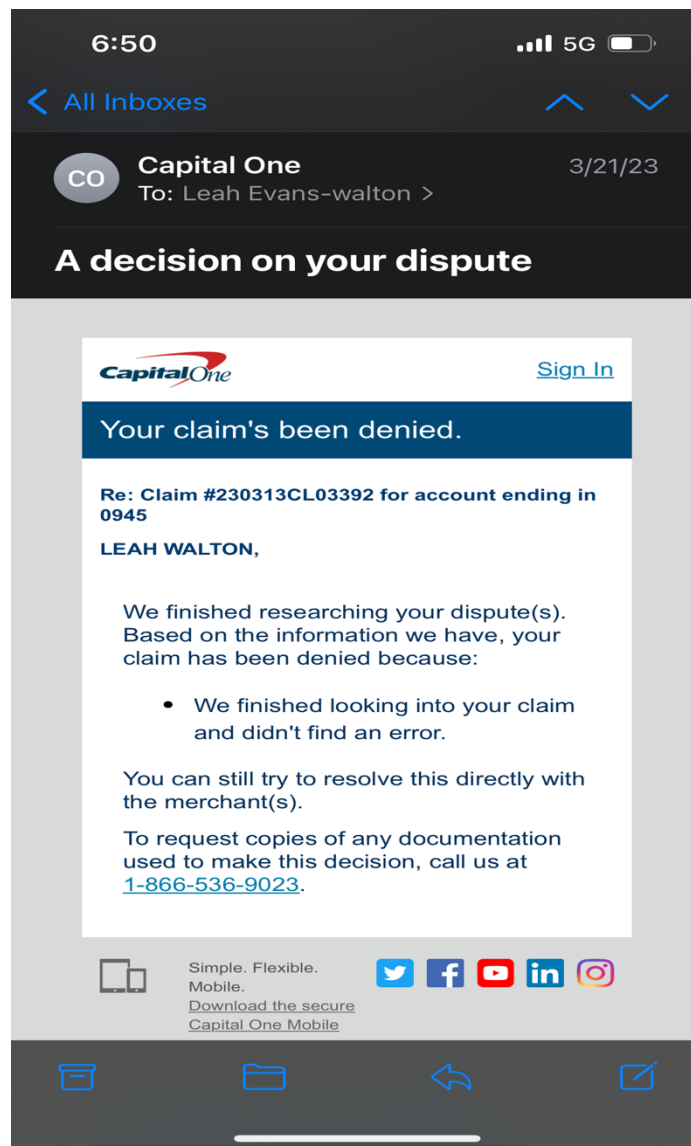 6:50
5G
All Inboxes
CO
Capital One
3/21/23
To: Leah Evans-walton >
A decision on your dispute
CapitalOne
Sign In
Your claim's been denied.
Re: Claim #230313CL03392 for account ending in
0945
LEAH WALTON,
We finished researching your dispute(s).
Based on the information we have, your
claim has been denied because:
• We finished looking into your claim
and didn't find an error.
You can still try to resolve this directly with
the merchant(s).
To request copies of any documentation
used to make this decision, call us at
1-866-536-9023.
Simple. Flexible.
Mobile.
Download the secure
Capital One Mobile
f
in